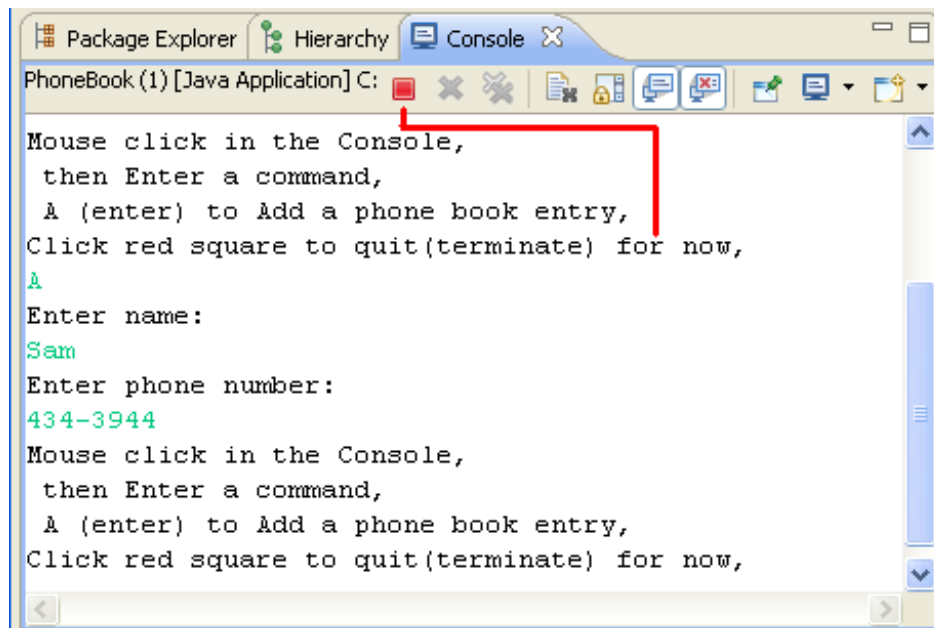 Package Explorer Hierarchy Console
PhoneBook (1) [Java Application] C:
Mouse click in the Console,
then Enter a command,
A (enter) to Add a phone book entry,
Click red square to quit(terminate) for now,
A
Enter name:
Sam
Enter phone number:
434-3944
Mouse click in the Console,
then Enter a command,
A (enter) to Add a phone book entry,
Click red square to quit(terminate) for now,